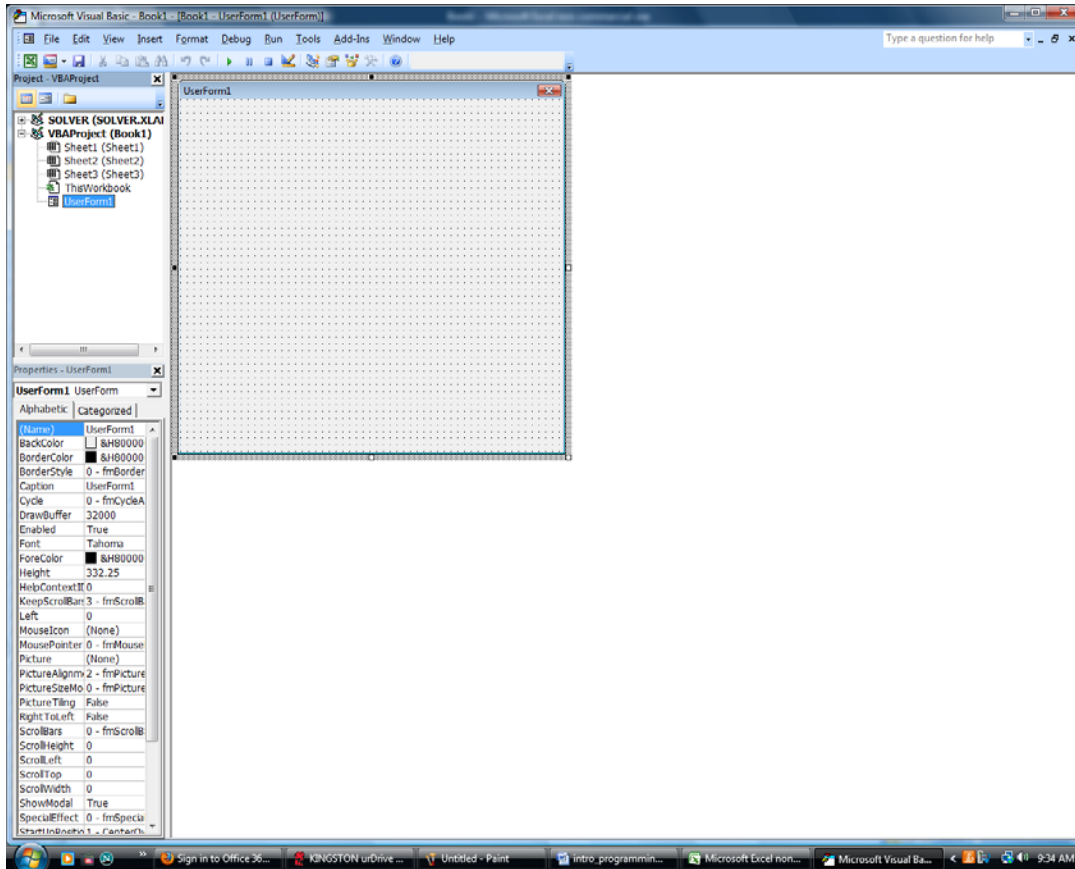 Microsoft Visual Basic - Book1 - [Book1 - UserForm1 (UserForm)]
File Edit View Insert Format Debug Run Tools Add-Ins Window Help
Type a question for help
Project - VBAProject
SOLVER (SOLVER.XLAI
VBAProject (Book1)
Sheet1 (Sheet1)
Sheet2 (Sheet2)
Sheet3 (Sheet3)
ThisWorkbook
UserForm1
UserForm1
Properties - UserForm1
UserForm1 UserForm
Alphabetic Categorized
(Name) UserForm1
BackColor &H80000
BorderColor &H80000
BorderStyle 0 - fmBorder
Caption UserForm1
Cycle 0 - fmCycleA
DrawBuffer 32000
Enabled True
Font Tahoma
ForeColor &H80000
Height 332.25
HelpContextID 0
KeepScrollBars 3 - fmScrollB
Left 0
MouseIcon (None)
MousePointer 0 - fmMouse
Picture (None)
PictureAlignm 2 - fmPicture
PictureSizeMo 0 - fmPicture
PictureTiling False
RightToLeft False
ScrollBars 0 - fmScrollB
ScrollHeight 0
ScrollLeft 0
ScrollTop 0
ScrollWidth 0
ShowModal True
SpecialEffect 0 - fmSpecia
StartUpPositio 1 - CenterOw
Sign in to Office 36... KINGSTON urDrive ... Untitled - Paint intro_programmin... Microsoft Excel non... Microsoft Visual Ba... 9:34 AM